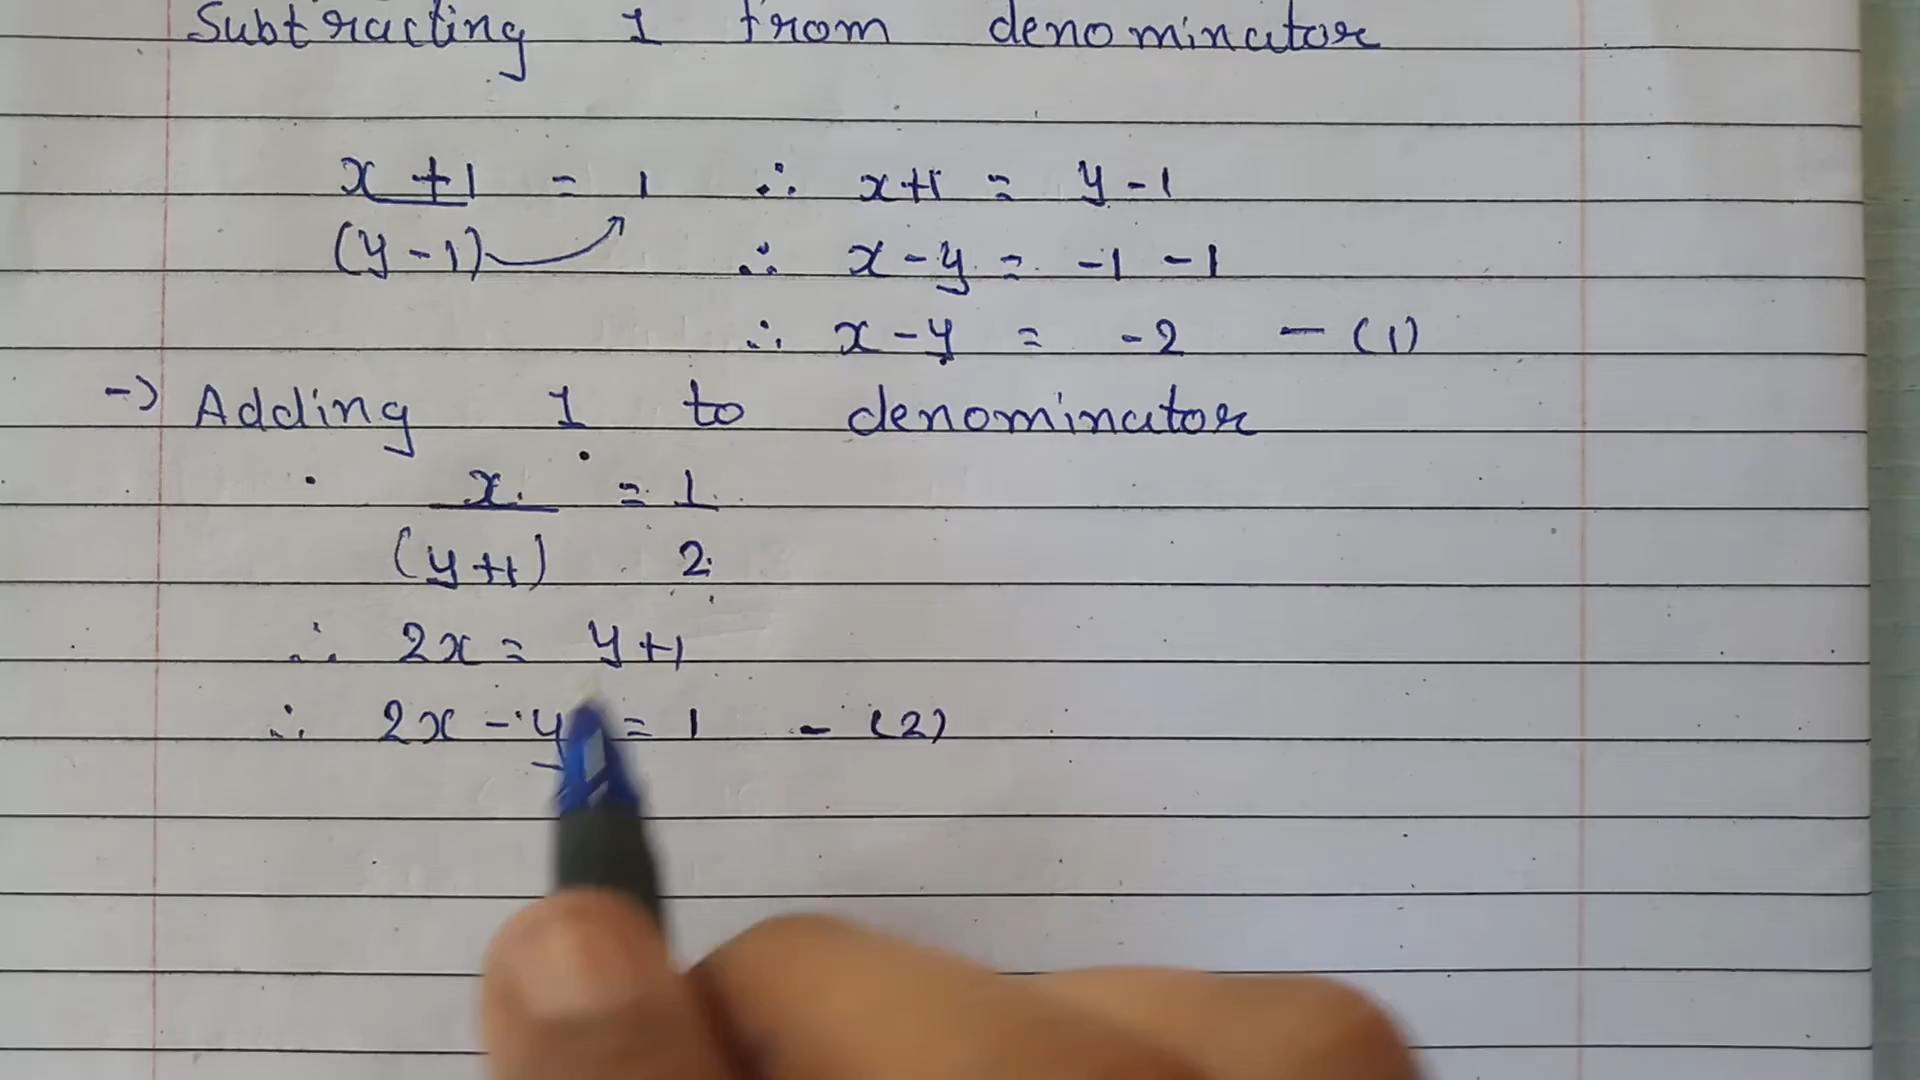 Subtracting 1 from denominator
x + 1 = 1 ∴ x+1 = y - 1
(y - 1) ∴ x - y = -1 - 1
∴ x - y = -2 — (1)
-> Adding 1 to denominator
x = 1
(y+1) 2
∴ 2x = y+1
∴ 2x - y = 1 - (2)